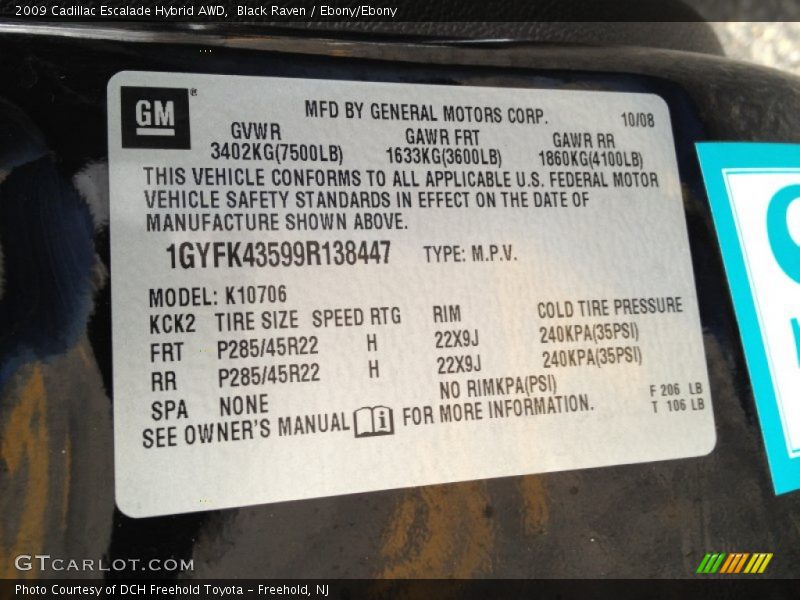 2009 Cadillac Escalade Hybrid AWD, Black Raven / Ebony/Ebony
GM ®
MFD BY GENERAL MOTORS CORP. 10/08
GVWR GAWR FRT GAWR RR
3402KG(7500LB) 1633KG(3600LB) 1860KG(4100LB)
THIS VEHICLE CONFORMS TO ALL APPLICABLE U.S. FEDERAL MOTOR
VEHICLE SAFETY STANDARDS IN EFFECT ON THE DATE OF
MANUFACTURE SHOWN ABOVE.
1GYFK43599R138447 TYPE: M.P.V.
MODEL: K10706
KCK2 TIRE SIZE SPEED RTG RIM COLD TIRE PRESSURE
FRT P285/45R22 H 22X9J 240KPA(35PSI)
RR P285/45R22 H 22X9J 240KPA(35PSI)
SPA NONE NO RIMKPA(PSI) F 206 LB
SEE OWNER'S MANUAL i FOR MORE INFORMATION. T 106 LB
GTCARLOT.COM
Photo Courtesy of DCH Freehold Toyota - Freehold, NJ